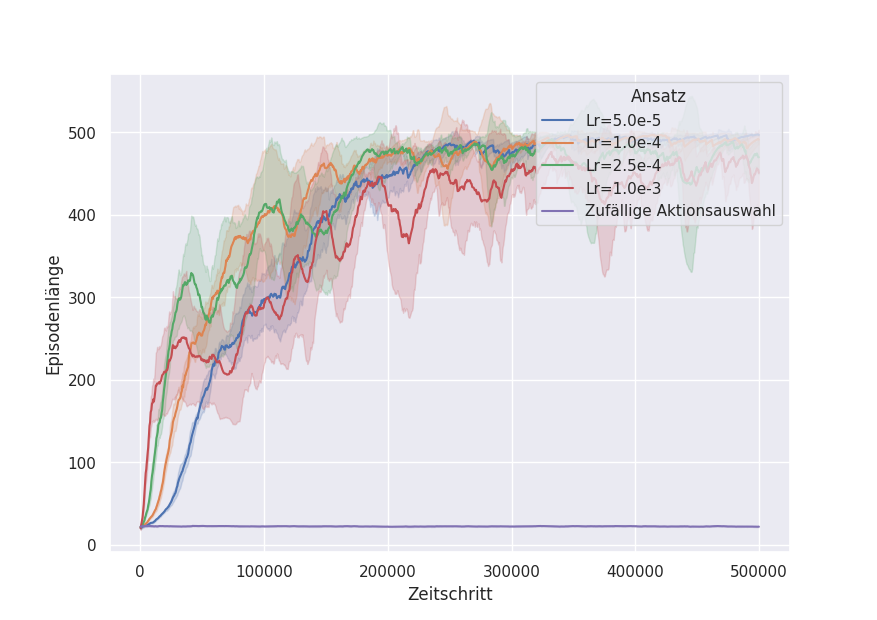 Ansatz
Lr=5.0e-5
Lr=1.0e-4
Lr=2.5e-4
Lr=1.0e-3
Zufällige Aktionsauswahl
500
400
300
200
100
0
Episodenlänge
0 100000 200000 300000 400000 500000
Zeitschritt